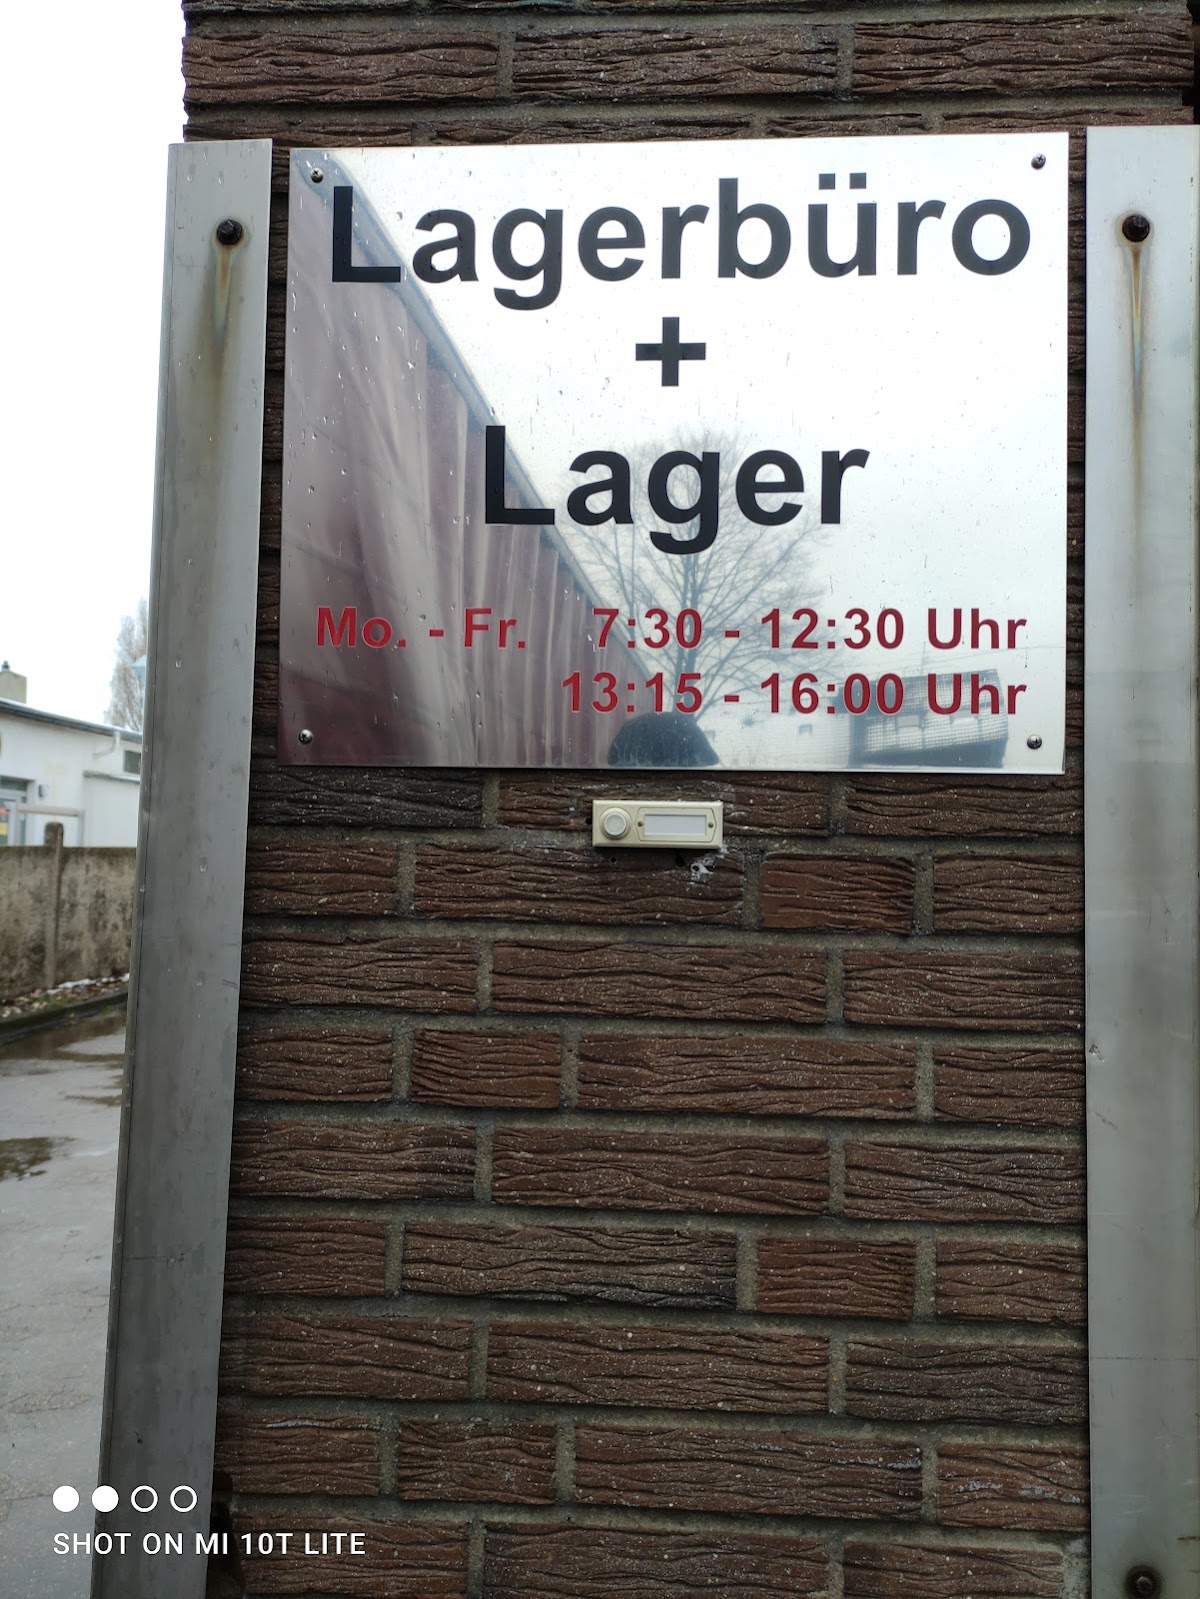 Lagerbüro
+
Lager
Mo. - Fr. 7:30 - 12:30 Uhr
13:15 - 16:00 Uhr
SHOT ON MI 10T LITE